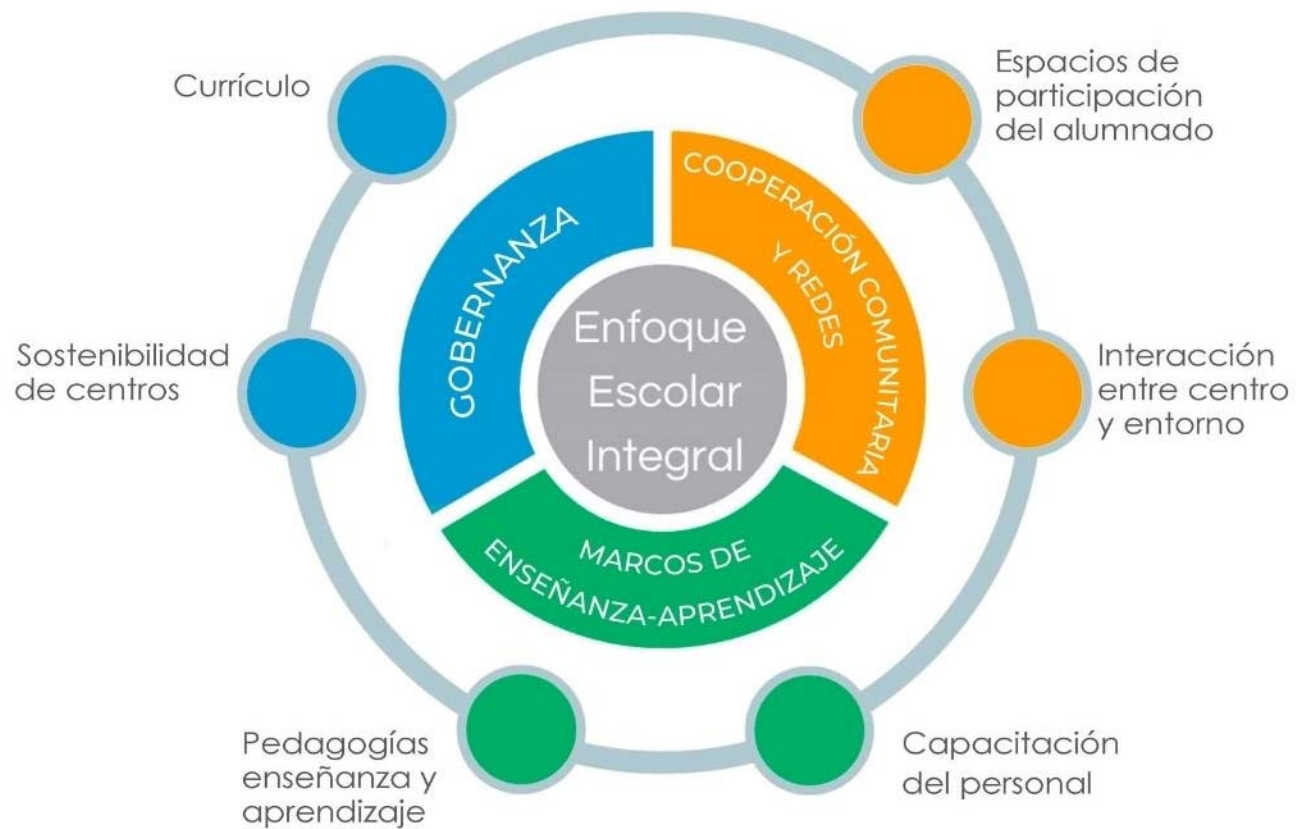 Currículo
Espacios de
participación
del alumnado
GOBERNANZA
COOPERACIÓN COMUNITARIA
Y REDES
Enfoque
Escolar
Integral
Sostenibilidad
de centros
Interacción
entre centro
y entorno
MARCOS DE
ENSEÑANZA-APRENDIZAJE
Pedagogías
enseñanza y
aprendizaje
Capacitación
del personal